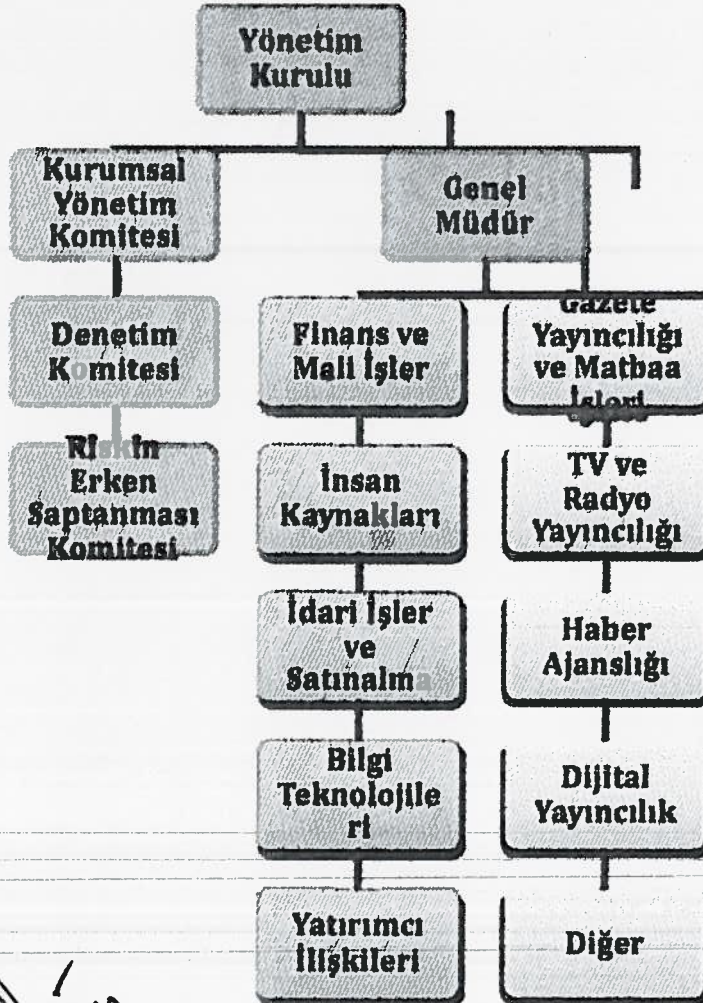 Yönetim
Kurulu
Kurumsal
Yönetim
Komitesi
Genel
Müdür
Denetim
Komitesi
Riskin
Erken
Saptanması
Komitesi
Finans ve
Mali İşler
İnsan
Kaynakları
İdari İşler
ve
Satınalma
Bilgi
Teknolojile
ri
Yatırımcı
İlişkileri
Gazete
Yayıncılığı
ve Matbaa
İşleri
TV ve
Radyo
Yayıncılığı
Haber
Ajanslığı
Dijital
Yayıncılık
Diğer